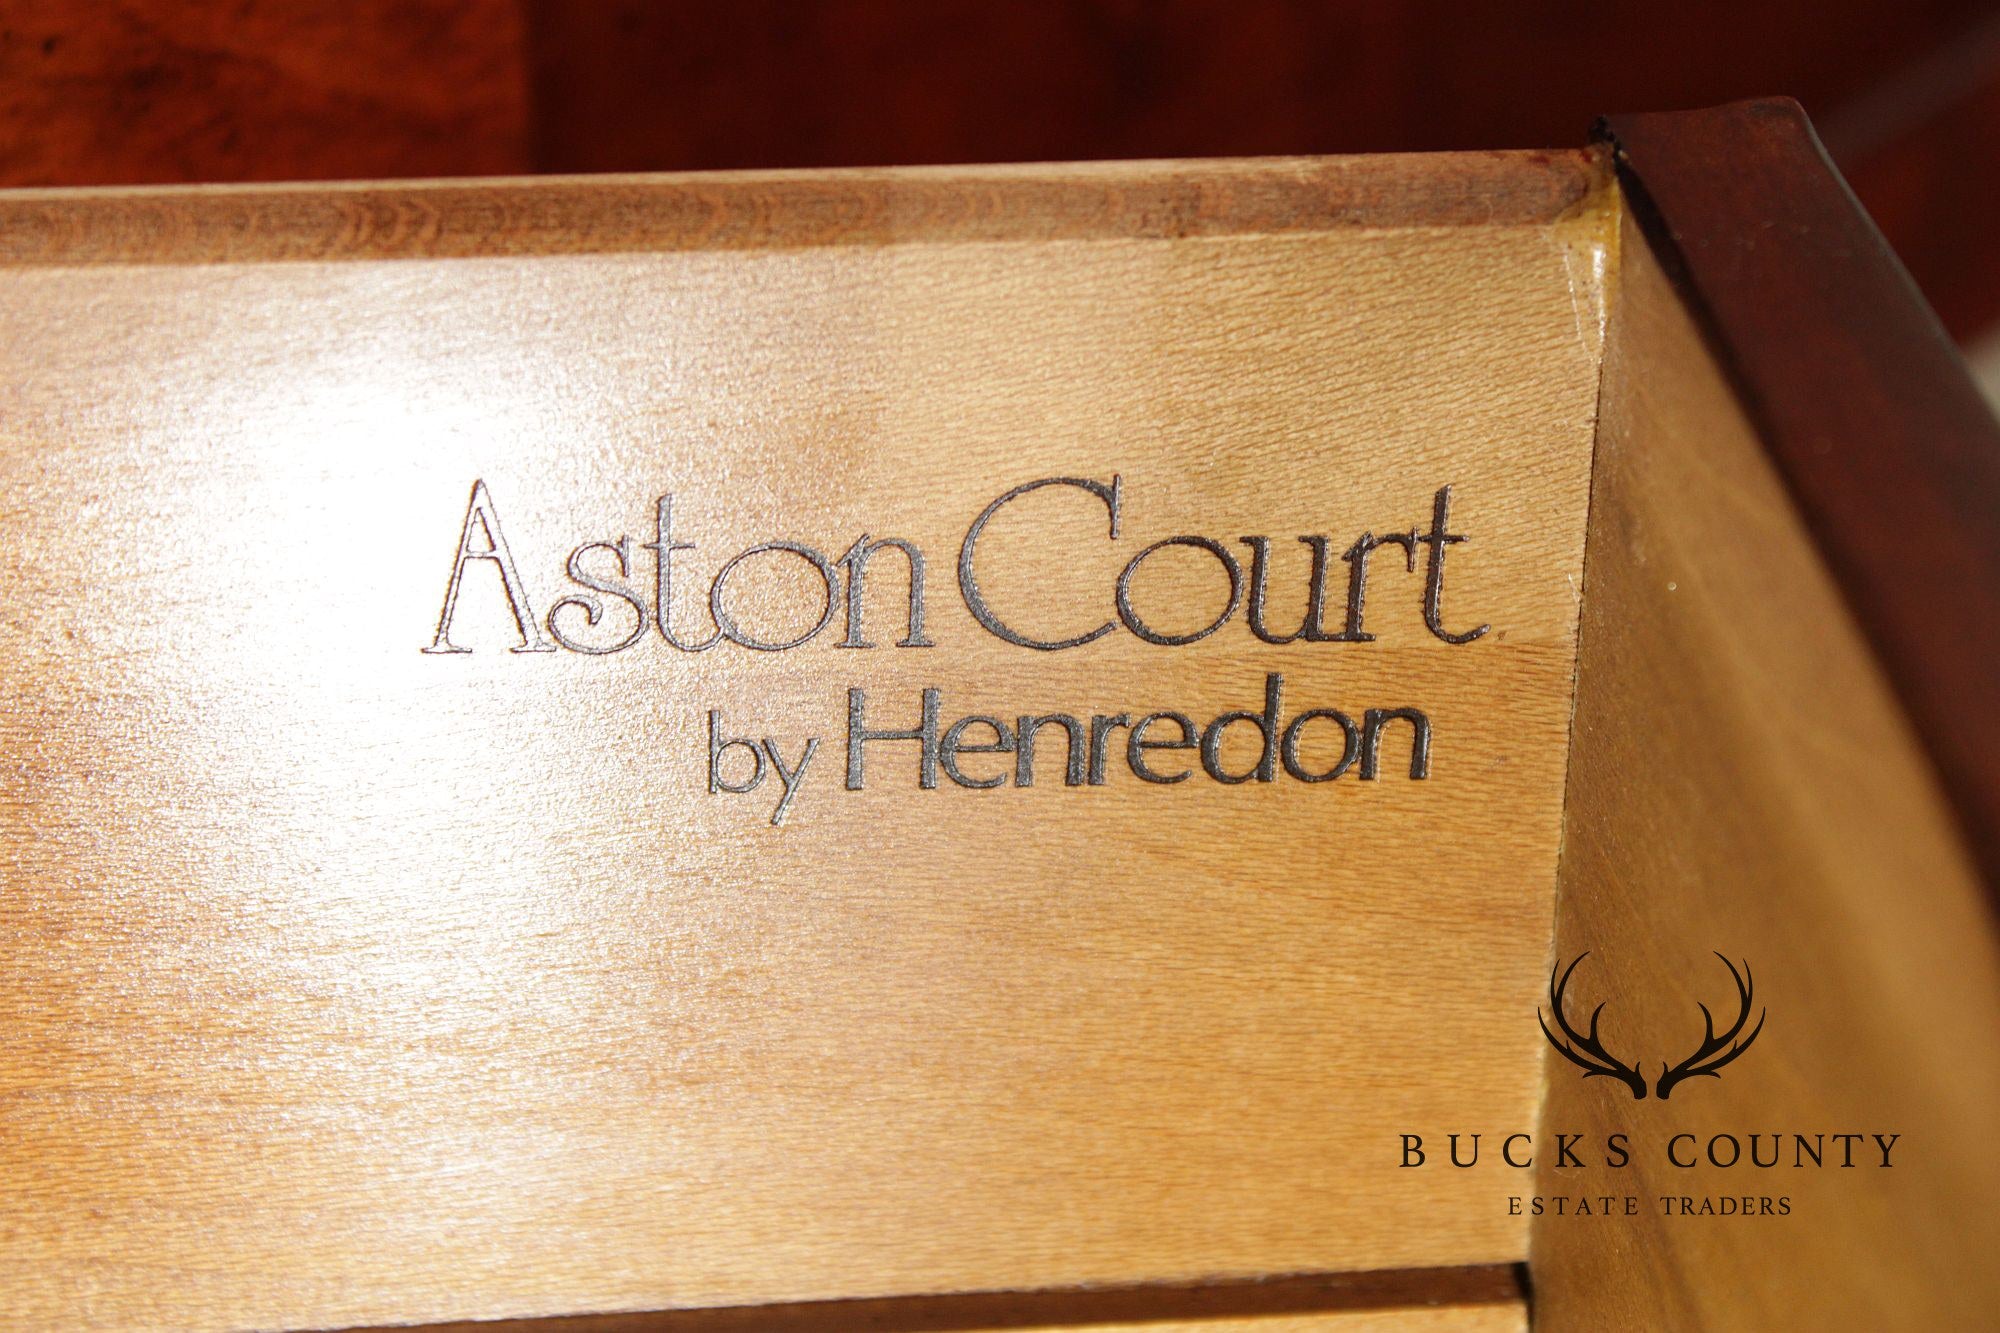 Aston Court
by Henredon
BUCKS COUNTY
ESTATE TRADERS